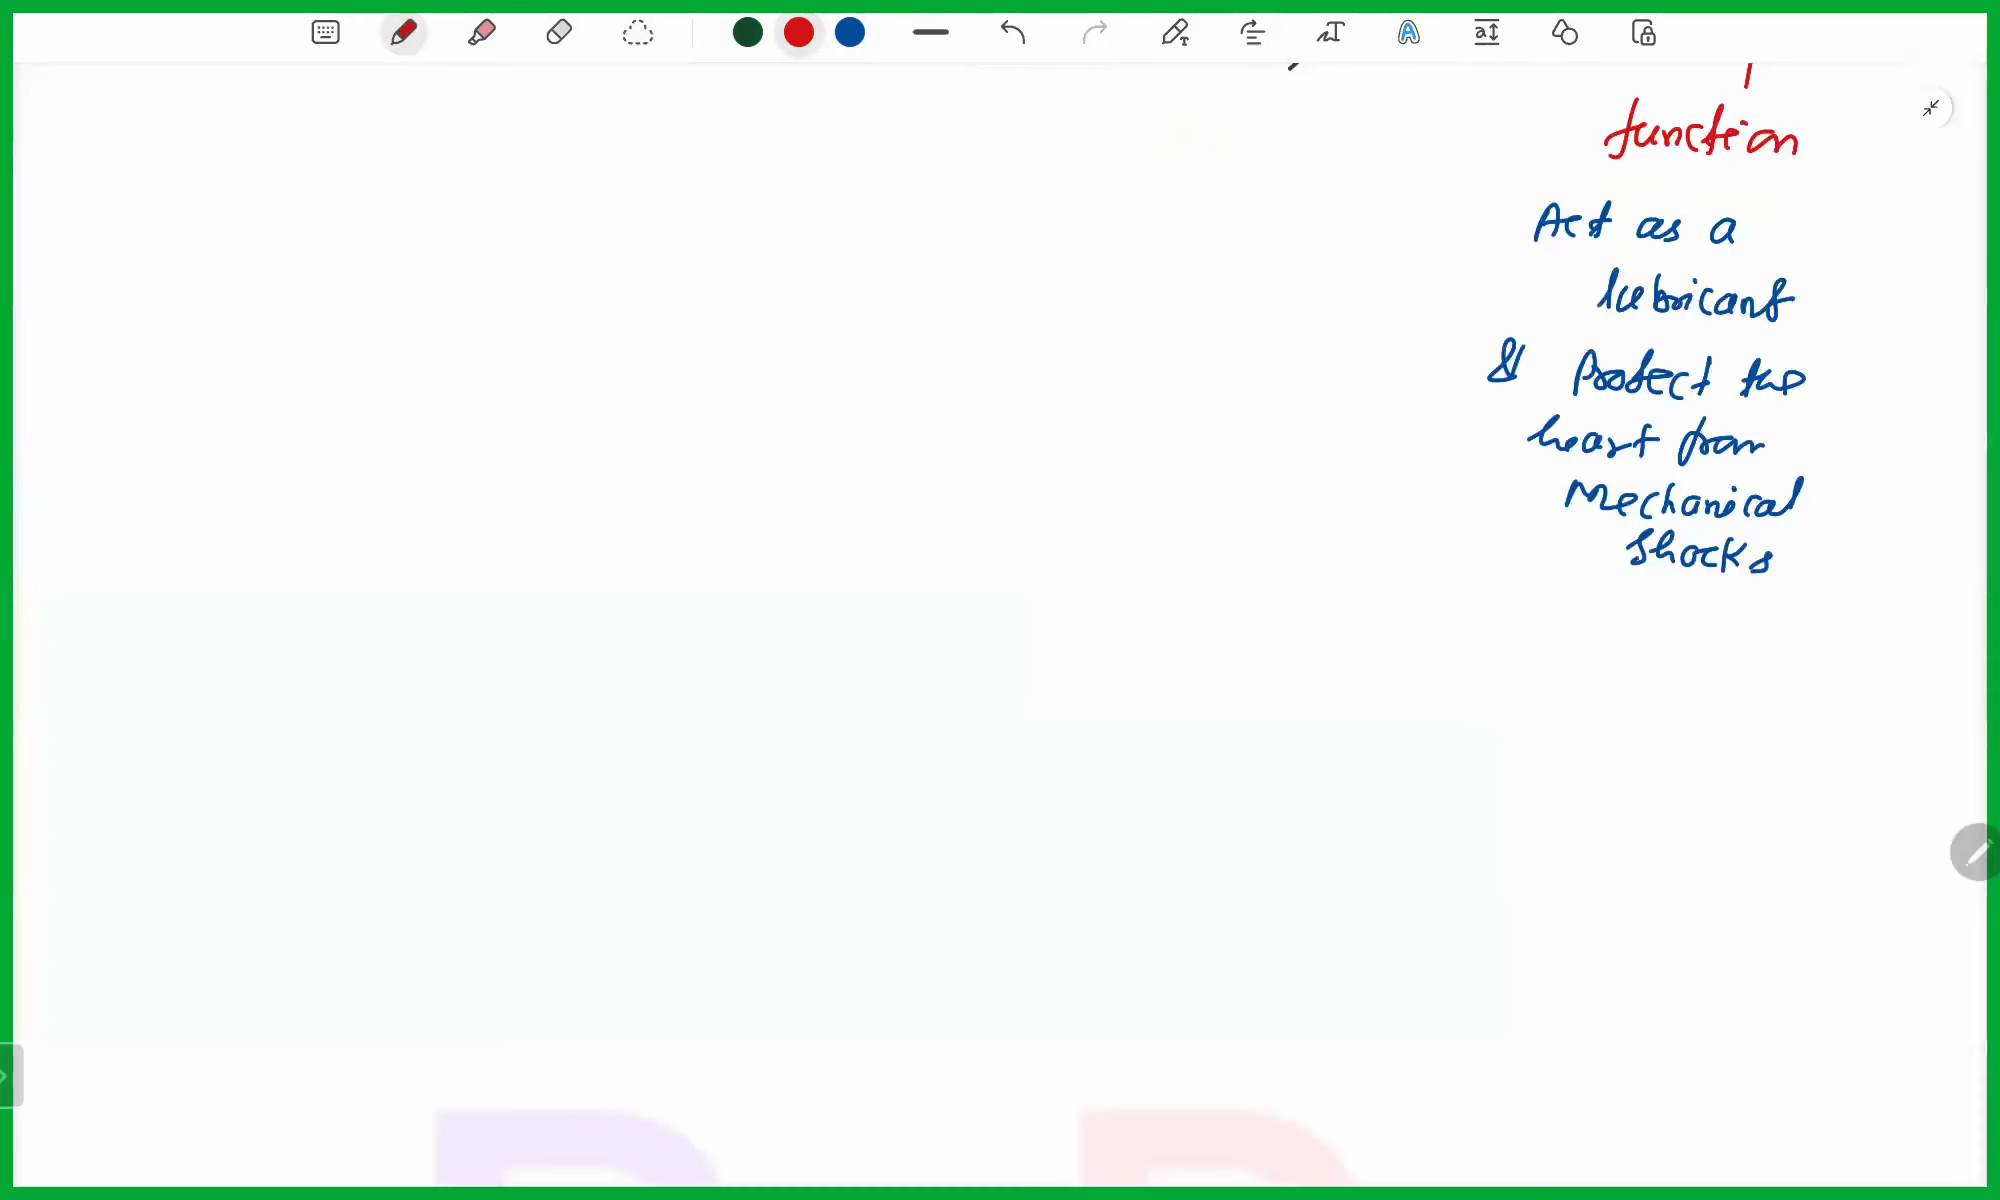 function
Act as a
lubricant
& Protect the
heart from
Mechanical
shocks